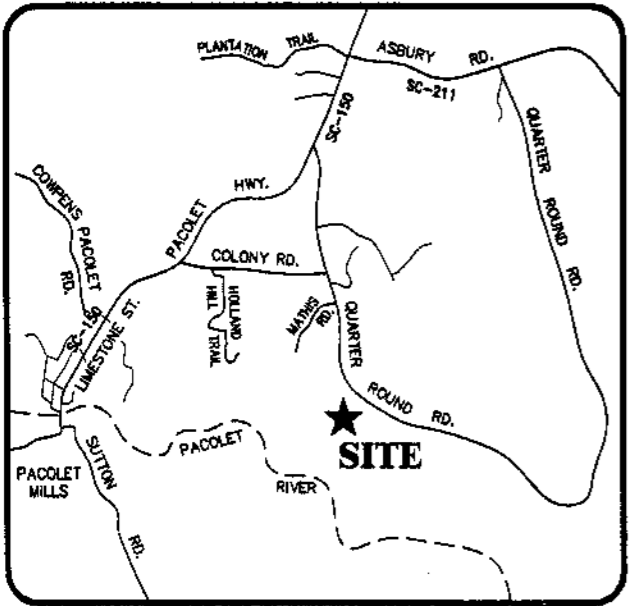 PLANTATION TRAIL
ASBURY RD.
SC-211
SC-150
QUARTER ROUND RD.
COWPENS PACOLET RD.
PACOLET HWY.
COLONY RD.
HOLLAND
HILL TRAIL
MATHIS
RD.
QUARTER ROUND RD.
SC-150
LIMESTONE ST.
SITE
PACOLET RIVER
PACOLET
MILLS
SUTTON RD.